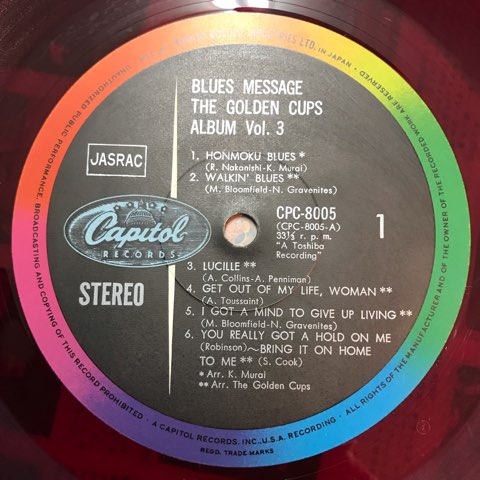 BLUES MESSAGE
THE GOLDEN CUPS
ALBUM Vol. 3
JASRAC
1. HONMOKU BLUES *
(R. Nakanishi-K. Murai)
2. WALKIN' BLUES **
(M. Bloomfield-N. Gravenites)
Capitol
RECORDS
STEREO
CPC-8005
(CPC-8005-A)
33⅓ r. p. m.
"A Toshiba
Recording"
1
3. LUCILLE **
(A. Collins-A. Penniman)
4. GET OUT OF MY LIFE, WOMAN **
(A. Toussaint)
5. I GOT A MIND TO GIVE UP LIVING **
(M. Bloomfield-N. Gravenites)
6. YOU REALLY GOT A HOLD ON ME
(Robinson)~BRING IT ON HOME
TO ME ** (S. Cook)
* Arr. K. Murai
** Arr. The Golden Cups
INDUSTRIES LTD. IN JAPAN • ALL RIGHTS OF THE MANUFACTURER AND OF THE OWNER OF THE RECORDED WORK ARE RESERVED
UNAUTHORIZED PUBLIC PERFORMANCE, BROADCASTING AND COPYING OF THIS RECORD PROHIBITED • A CAPITOL RECORDS, INC., U.S.A. RECORDING.
REGD. TRADE MARKS